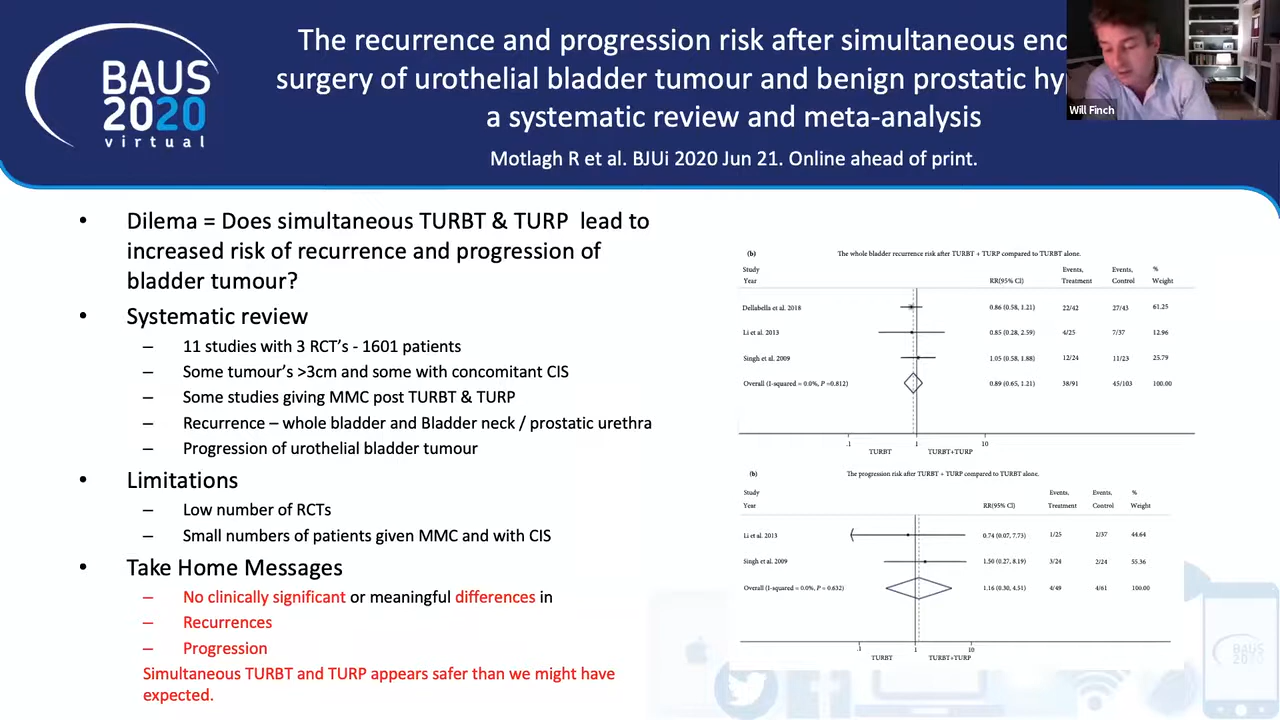 BAUS
2020
virtual
The recurrence and progression risk after simultaneous
surgery of urothelial bladder tumour and benign prostatic
a systematic review and meta-analysis
Motlagh R et al. BJUi 2020 Jun 21. Online ahead of print.
Will Finch
• Dilema = Does simultaneous TURBT & TURP lead to
increased risk of recurrence and progression of
bladder tumour?
• Systematic review
– 11 studies with 3 RCT's - 1601 patients
– Some tumour's >3cm and some with concomitant CIS
– Some studies giving MMC post TURBT & TURP
– Recurrence – whole bladder and Bladder neck / prostatic urethra
– Progression of urothelial bladder tumour
• Limitations
– Low number of RCTs
– Small numbers of patients given MMC and with CIS
• Take Home Messages
– No clinically significant or meaningful differences in
– Recurrences
– Progression
Simultaneous TURBT and TURP appears safer than we might have
expected.
(b) The whole bladder recurrence risk after TURBT + TURP compared to TURBT alone.
Study Events, Events, %
Year RR(95% CI) Treatment Control Weight
Dellabella et al. 2018 0.86 (0.58, 1.21) 22/42 27/43 61.25
Li et al. 2013 0.85 (0.28, 2.59) 4/25 7/37 12.96
Singh et al. 2009 1.05 (0.58, 1.88) 12/24 11/23 25.79
Overall (I-squared = 0.0%, P =0.812) 0.89 (0.65, 1.21) 38/91 45/103 100.00
.1 1 10
TURBT TURBT+TURP
(b) The progression risk after TURBT + TURP compared to TURBT alone.
Study Events, Events, %
Year RR(95% CI) Treatment Control Weight
Li et al. 2013 0.74 (0.07, 7.73) 1/25 2/37 44.64
Singh et al. 2009 1.50 (0.27, 8.19) 3/24 2/24 55.36
Overall (I-squared = 0.0%, P = 0.632) 1.16 (0.30, 4.51) 4/49 4/61 100.00
.1 1 10
TURBT TURBT+TURP
BAUS
2020